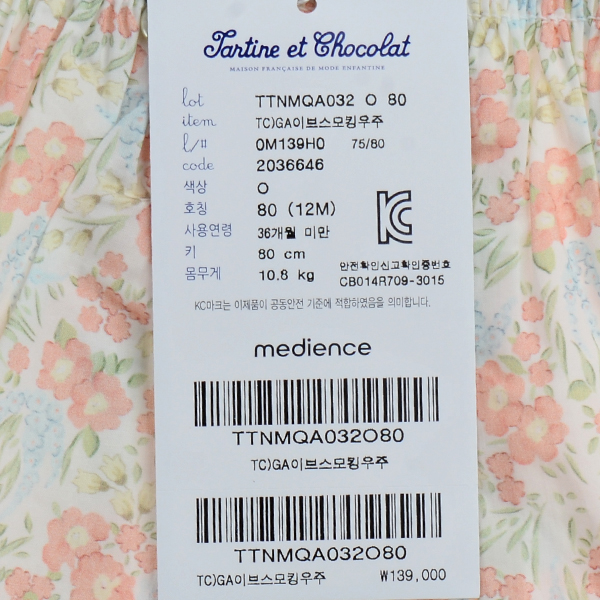 Tartine et Chocolat
MAISON FRANÇAISE DE MODE ENFANTINE
lot TTNMQA032 O 80
item TC)GA이브스모킹우주
l/# 0M139H0 75/80
code 2036646
색상 O
호칭 80 (12M)
사용연령 36개월 미만
키 80 cm
몸무게 10.8 kg
안전확인신고확인증번호
CB014R709-3015
KC마크는 이제품이 공동안전 기준에 적합하였음을 의미합니다.
medience
TTNMQA032O80
TC)GA이브스모킹우주
TTNMQA032O80
TC)GA이브스모킹우주 ₩139,000